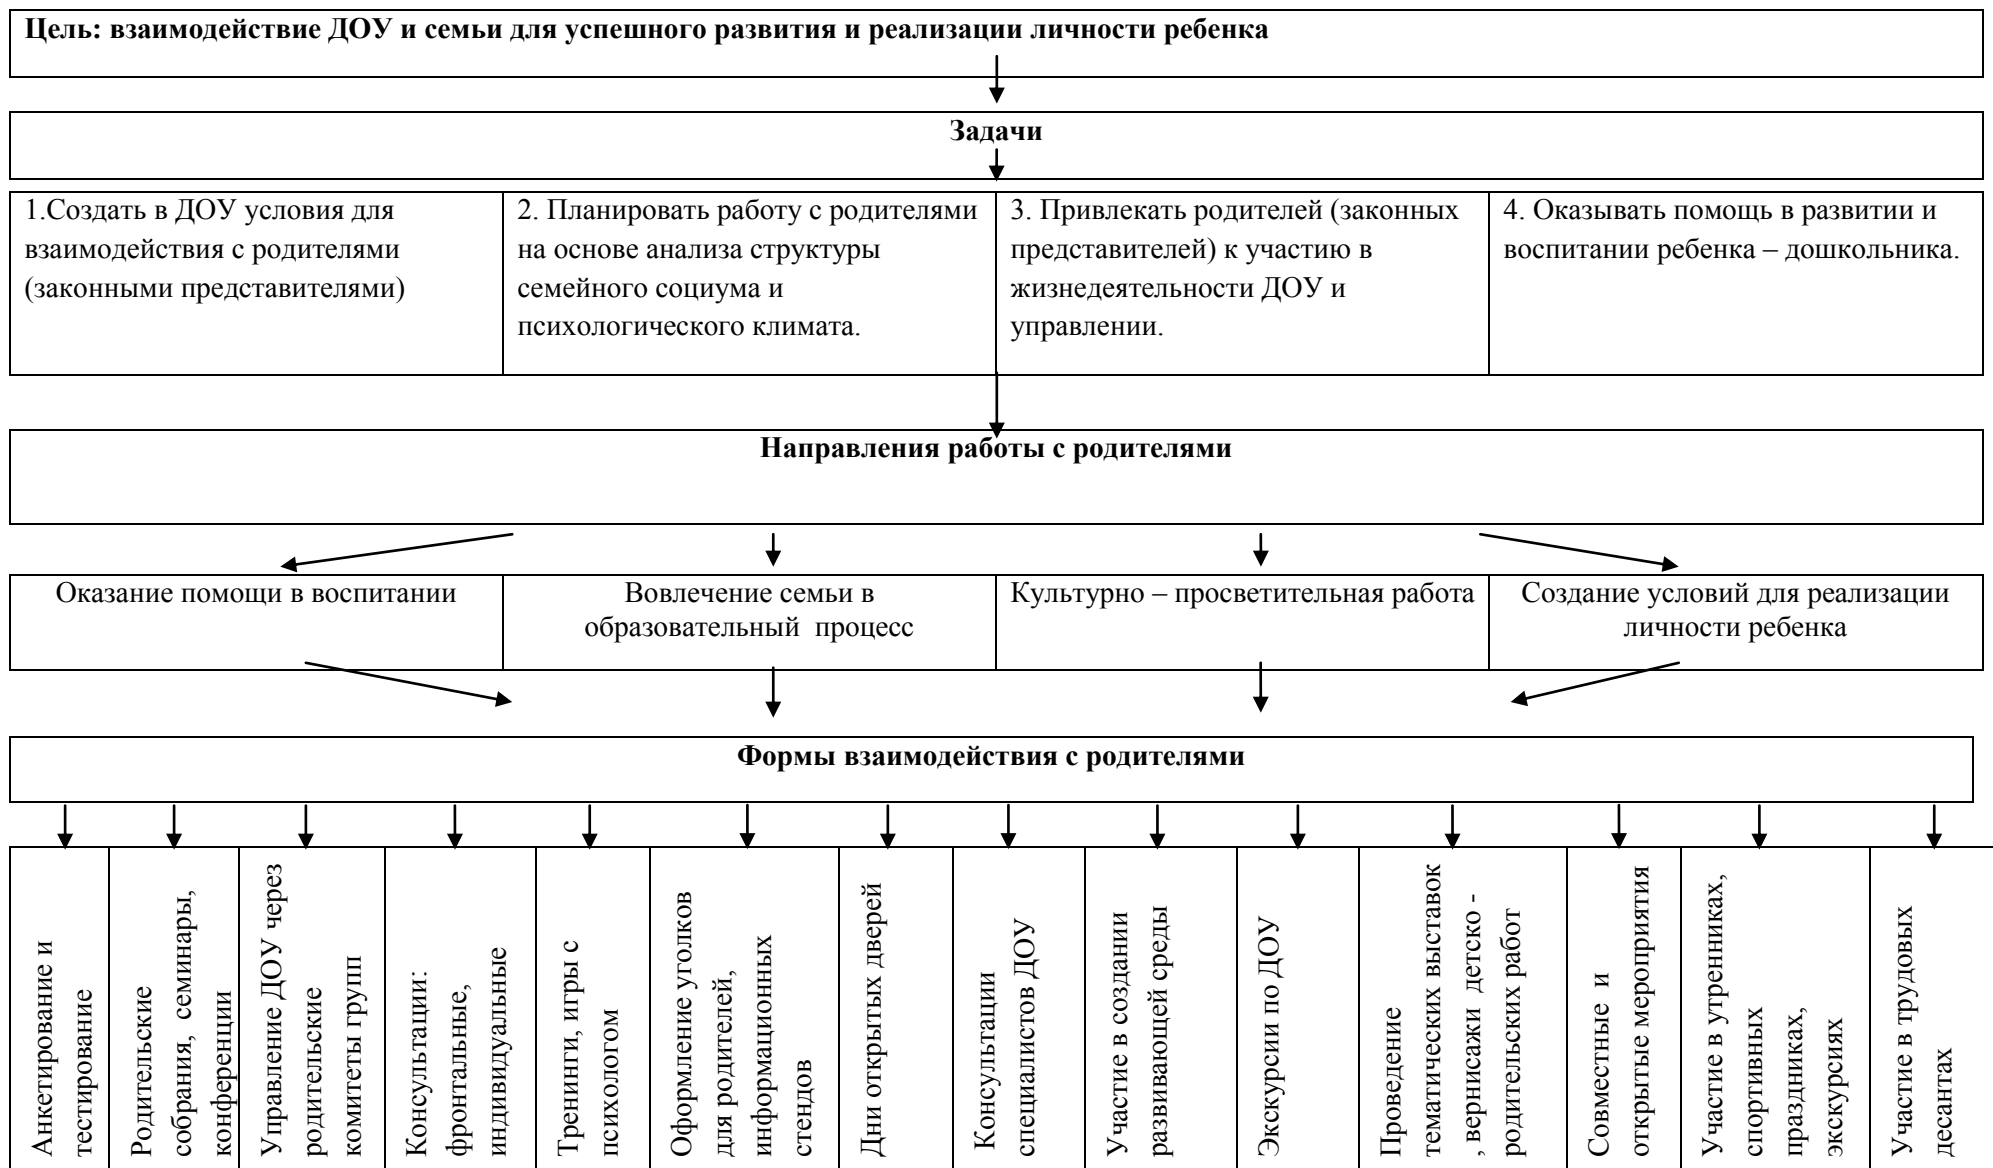 Цель: взаимодействие ДОУ и семьи для успешного развития и реализации личности ребенка
Задачи
1.Создать в ДОУ условия для
взаимодействия с родителями
(законными представителями)
2. Планировать работу с родителями
на основе анализа структуры
семейного социума и
психологического климата.
3. Привлекать родителей (законных
представителей) к участию в
жизнедеятельности ДОУ и
управлении.
4. Оказывать помощь в развитии и
воспитании ребенка – дошкольника.
Направления работы с родителями
Оказание помощи в воспитании
Вовлечение семьи в
образовательный процесс
Культурно – просветительная работа
Создание условий для реализации
личности ребенка
Формы взаимодействия с родителями
Анкетирование и
тестирование
Родительские
собрания, семинары,
конференции
Управление ДОУ через
родительские
комитеты групп
Консультации:
фронтальные,
индивидуальные
Тренинги, игры с
психологом
Оформление уголков
для родителей,
информационных
стендов
Дни открытых дверей
Консультации
специалистов ДОУ
Участие в создании
развивающей среды
Экскурсии по ДОУ
Проведение
тематических выставок
, вернисажи детско -
родительских работ
Совместные и
открытые мероприятия
Участие в утренниках,
спортивных
праздниках,
экскурсиях
Участие в трудовых
десантах